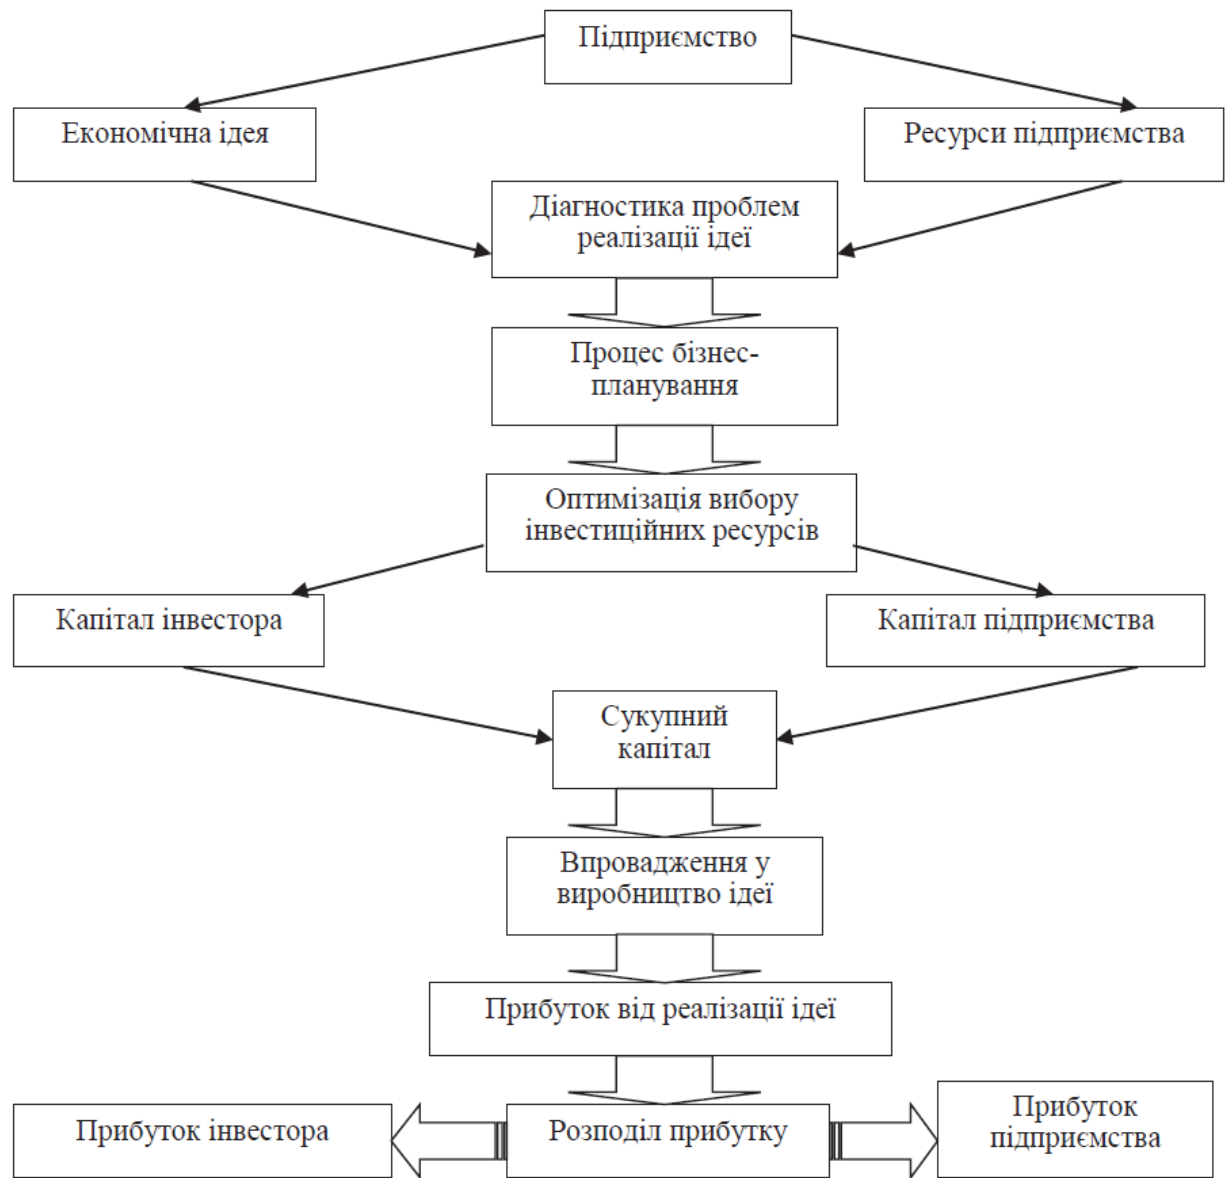 Підприємство
Економічна ідея
Ресурси підприємства
Діагностика проблем
реалізації ідеї
Процес бізнес-
планування
Оптимізація вибору
інвестиційних ресурсів
Капітал інвестора
Капітал підприємства
Сукупний
капітал
Впровадження у
виробництво ідеї
Прибуток від реалізації ідеї
Прибуток інвестора
Розподіл прибутку
Прибуток
підприємства